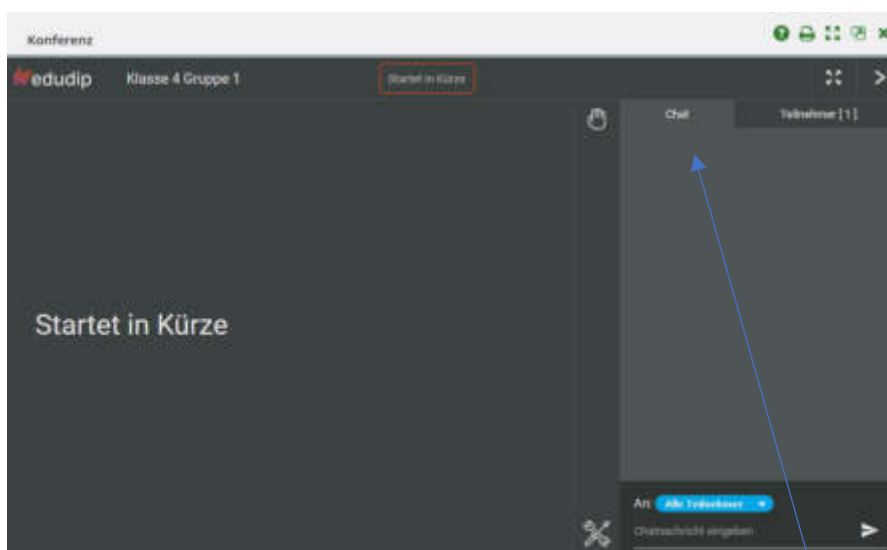 Konferenz
edudip Klasse 4 Gruppe 1 Startet in Kürze
Chat Teilnehmer [1]
Startet in Kürze
An: Alle Teilnehmer
Chatnachricht eingeben